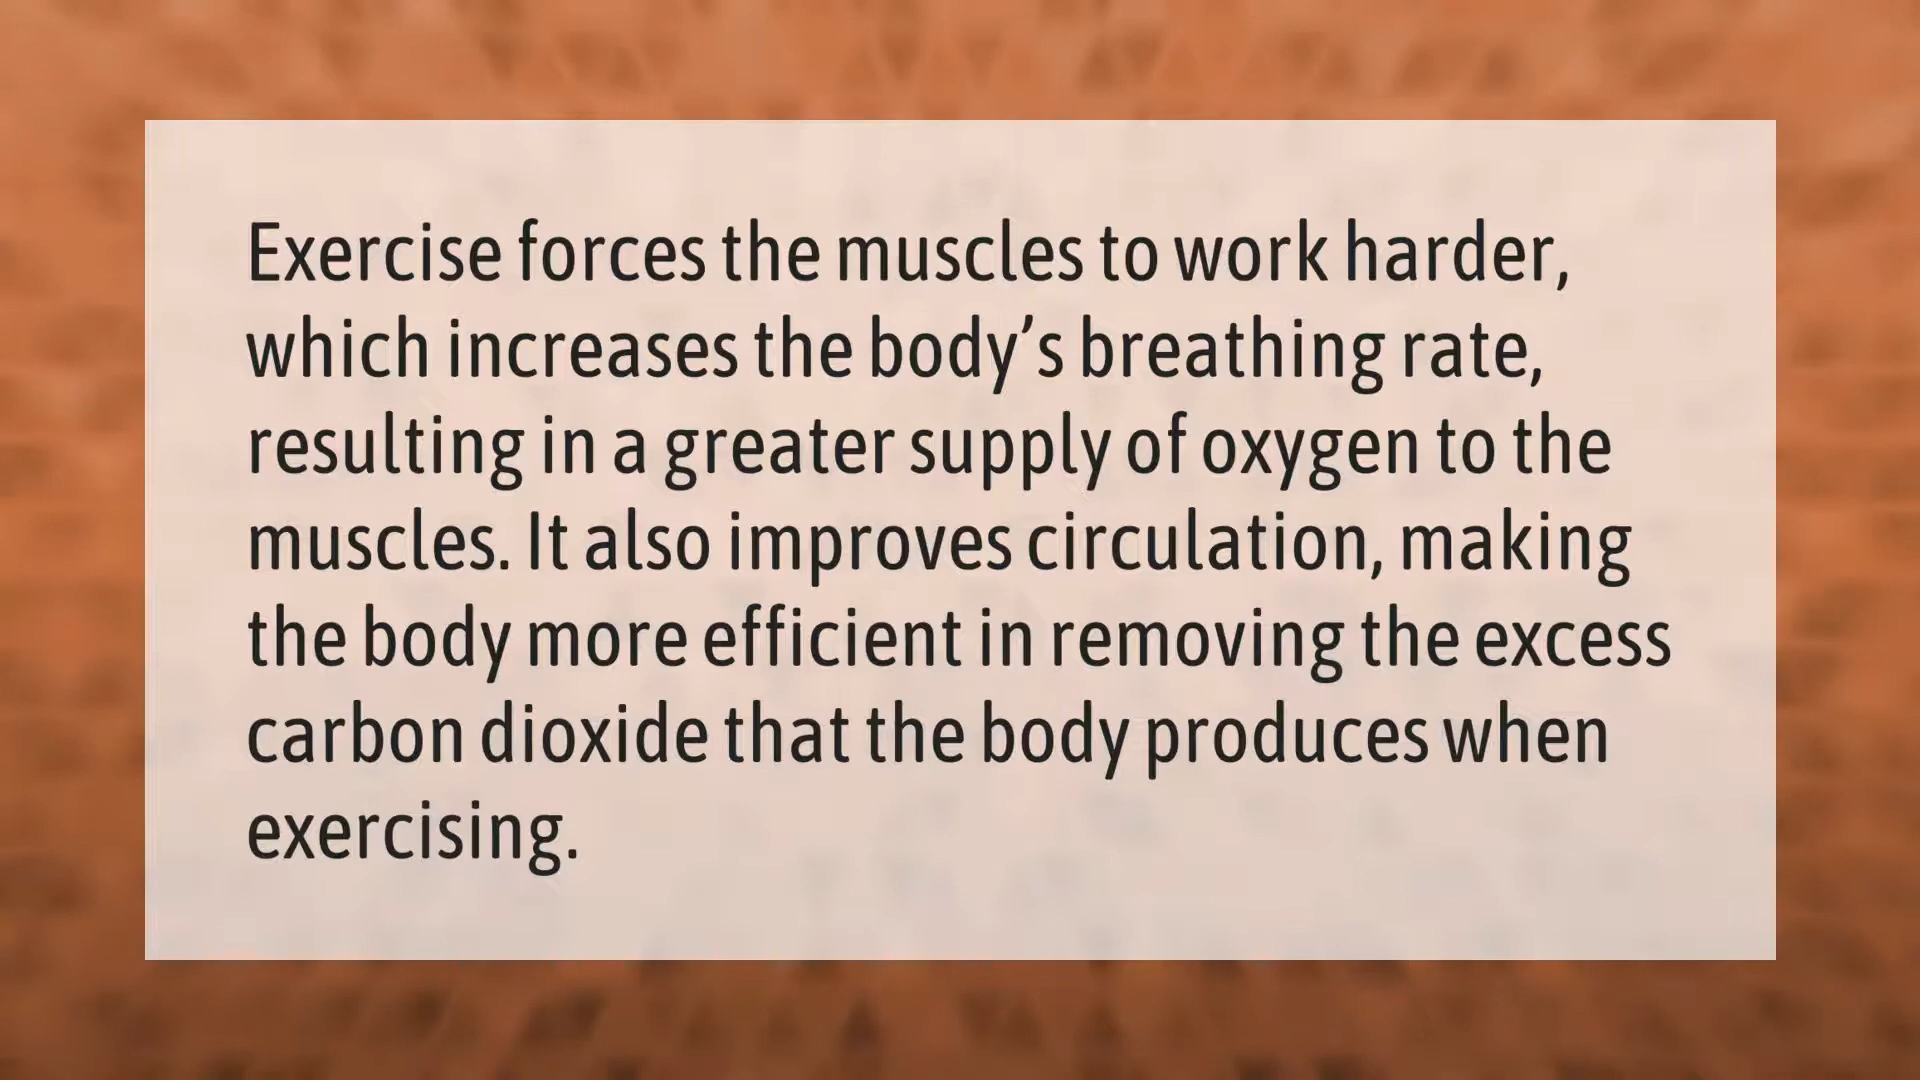 Exercise forces the muscles to work harder,
which increases the body’s breathing rate,
resulting in a greater supply of oxygen to the
muscles. It also improves circulation, making
the body more efficient in removing the excess
carbon dioxide that the body produces when
exercising.